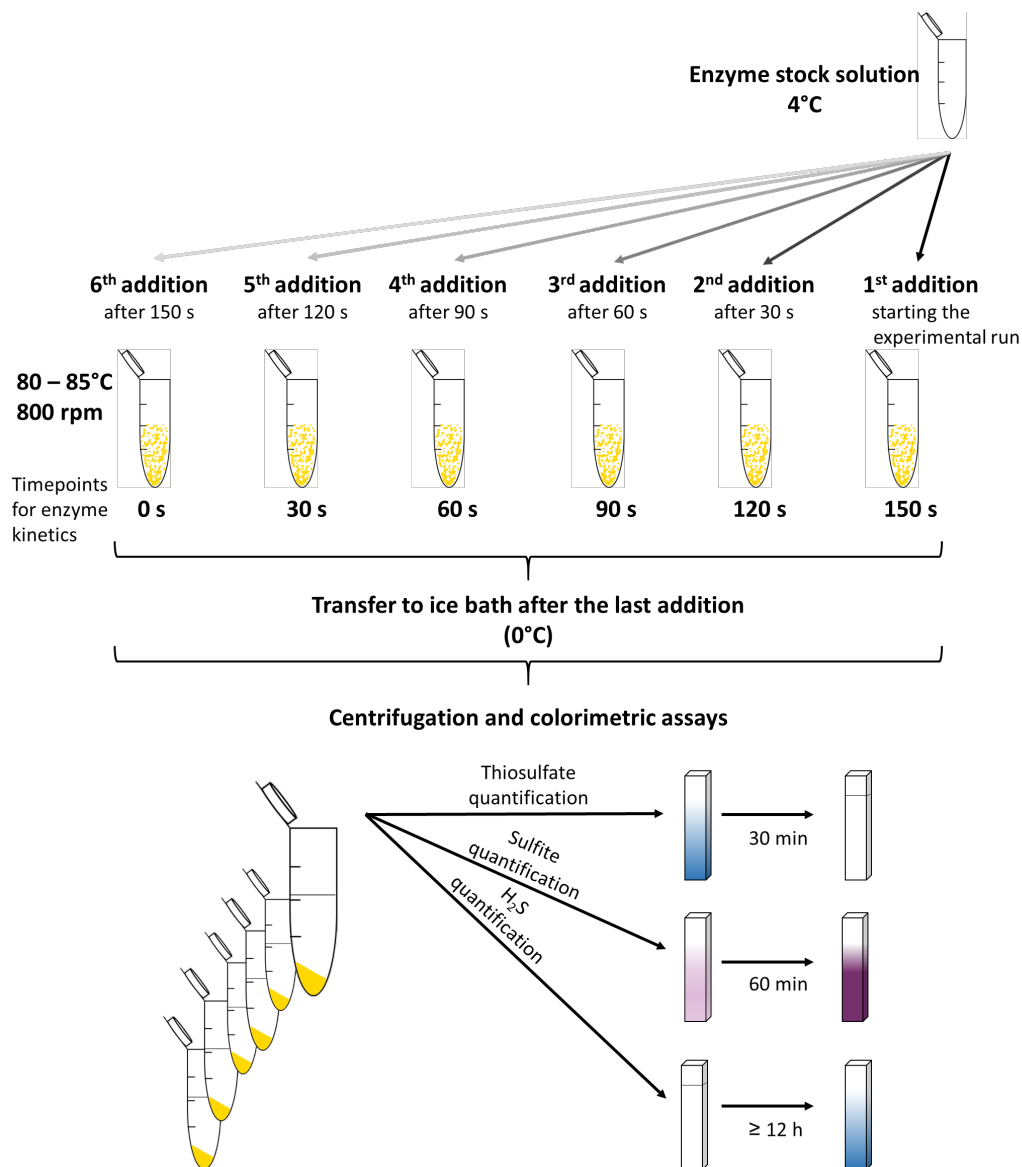 Enzyme stock solution
4°C
6th addition
after 150 s
5th addition
after 120 s
4th addition
after 90 s
3rd addition
after 60 s
2nd addition
after 30 s
1st addition
starting the
experimental run
80 – 85°C
800 rpm
Timepoints
for enzyme
kinetics
0 s
30 s
60 s
90 s
120 s
150 s
Transfer to ice bath after the last addition
(0°C)
Centrifugation and colorimetric assays
Thiosulfate
quantification
30 min
Sulfite
quantification
60 min
H₂S
quantification
≥ 12 h